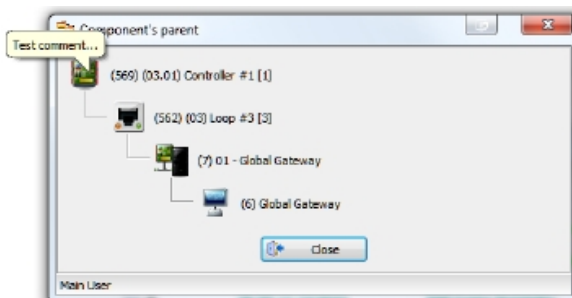 Component's parent
Test comment...
(569) (03.01) Controller #1 [1]
(562) (03) Loop #3 [3]
(7) 01 - Global Gateway
(6) Global Gateway
Close
Main User